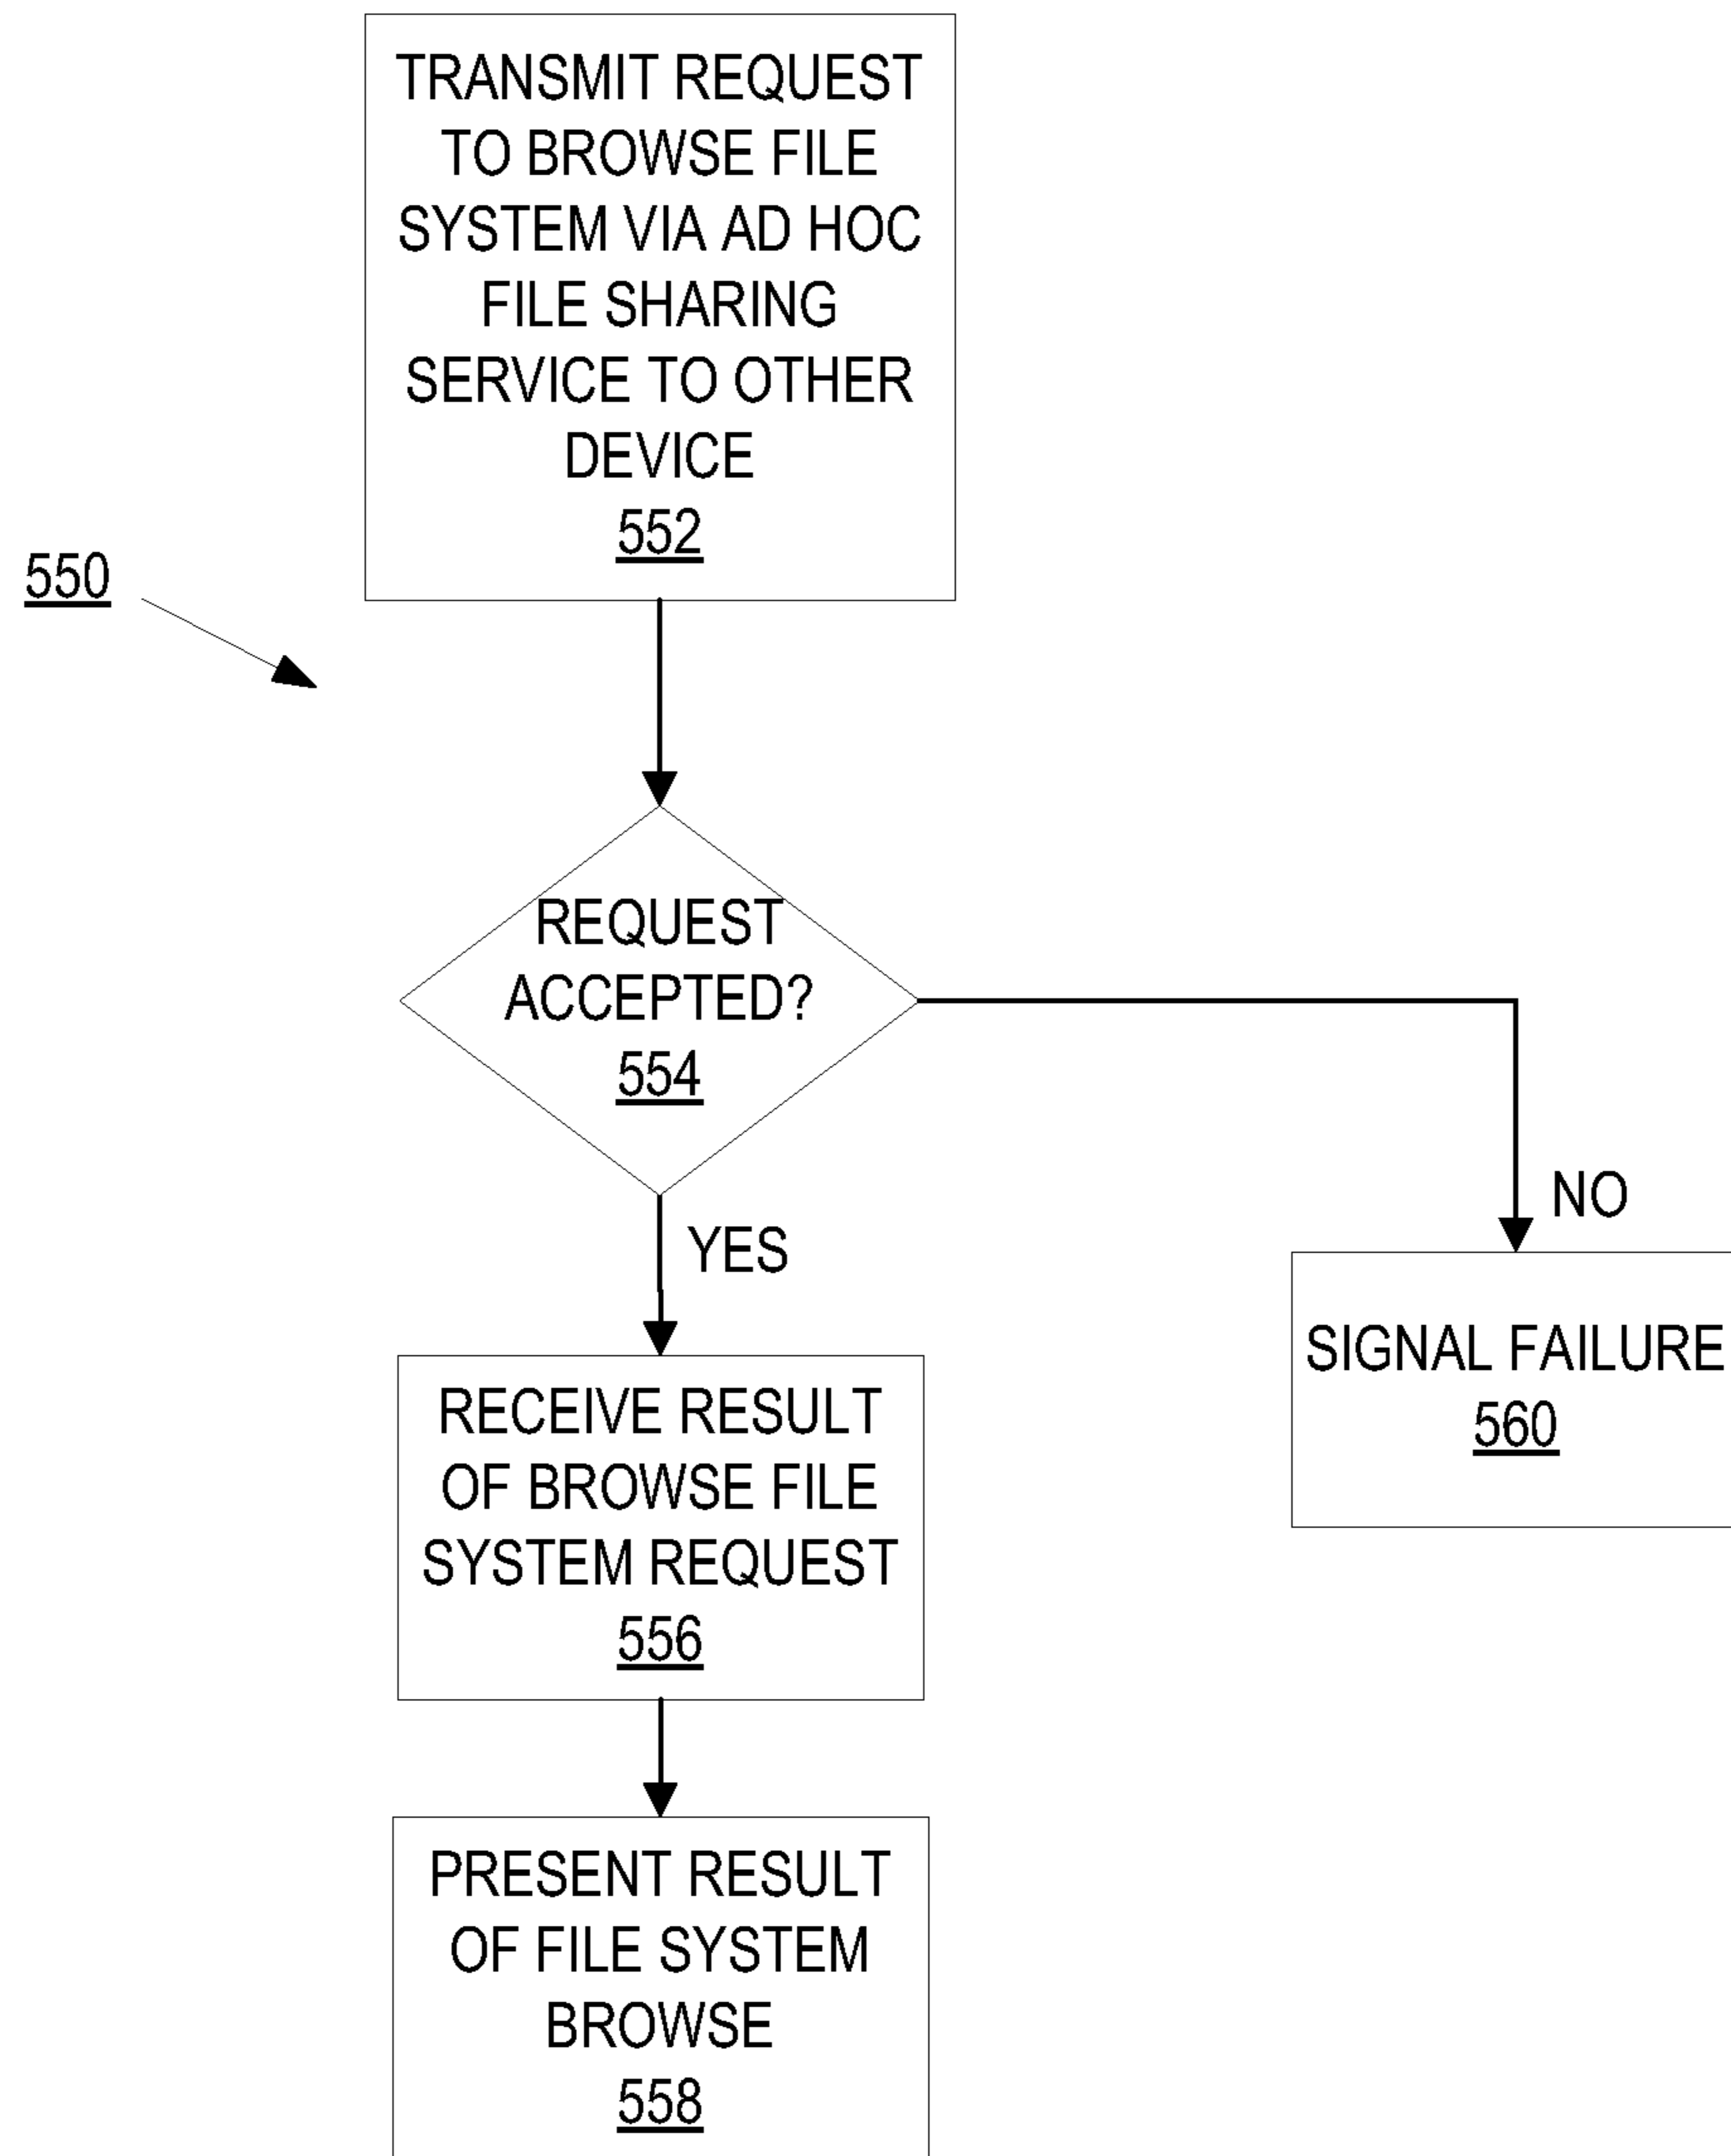 TRANSMIT REQUEST
TO BROWSE FILE
SYSTEM VIA AD HOC
FILE SHARING
SERVICE TO OTHER
DEVICE
552
550
REQUEST
ACCEPTED?
554
YES
NO
SIGNAL FAILURE
560
RECEIVE RESULT
OF BROWSE FILE
SYSTEM REQUEST
556
PRESENT RESULT
OF FILE SYSTEM
BROWSE
558